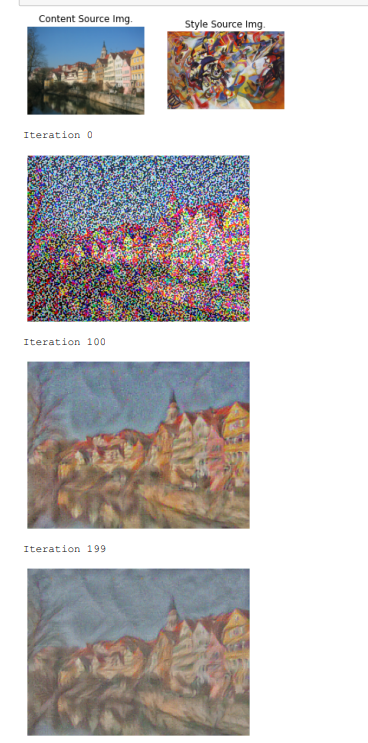 Content Source Img.
Style Source Img.
Iteration 0
Iteration 100
Iteration 199